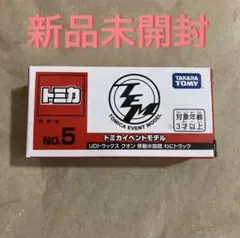 新品未開封
トミカ
TEM
TOMICA EVENT MODEL
TAKARA
TOMY
対象年齢
3才以上
NO.5
トミカイベントモデル
UDトラックス クオン 移動水族館 わにトラック